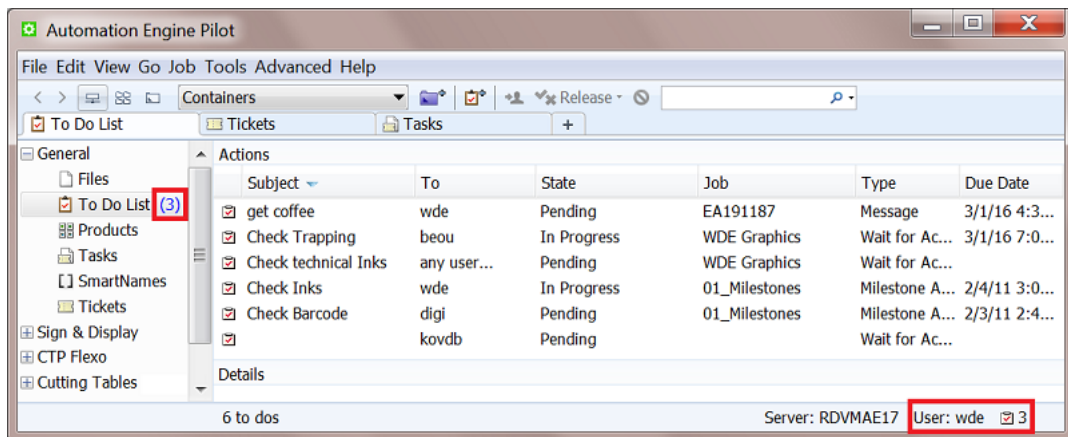 Automation Engine Pilot
File Edit View Go Job Tools Advanced Help
Containers Release
To Do List Tickets Tasks +
General
Files
To Do List (3)
Products
Tasks
SmartNames
Tickets
Sign & Display
CTP Flexo
Cutting Tables
Actions
Subject To State Job Type Due Date
get coffee wde Pending EA191187 Message 3/1/16 4:3...
Check Trapping beou In Progress WDE Graphics Wait for Ac... 3/1/16 7:0...
Check technical Inks any user... Pending WDE Graphics Wait for Ac...
Check Inks wde In Progress 01_Milestones Milestone A... 2/4/11 3:0...
Check Barcode digi Pending 01_Milestones Milestone A... 2/3/11 2:4...
kovdb Pending Wait for Ac...
Details
6 to dos Server: RDVMAE17 User: wde 3